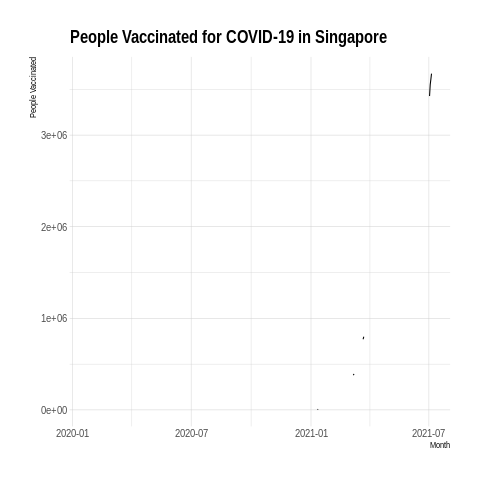 People Vaccinated for COVID-19 in Singapore
People Vaccinated
3e+06
2e+06
1e+06
0e+00
2020-01 2020-07 2021-01 2021-07
Month